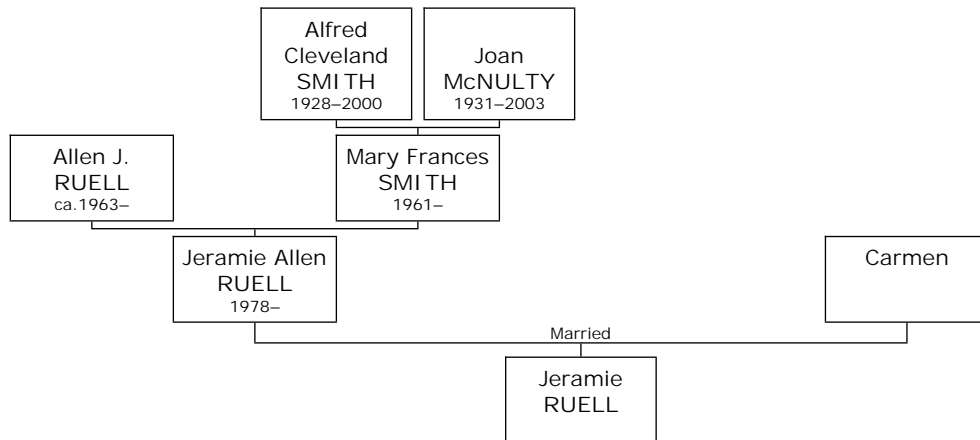 Alfred
Cleveland
SMITH
1928–2000
Joan
McNULTY
1931–2003
Allen J.
RUELL
ca.1963–
Mary Frances
SMITH
1961–
Jeramie Allen
RUELL
1978–
Carmen
Married
Jeramie
RUELL